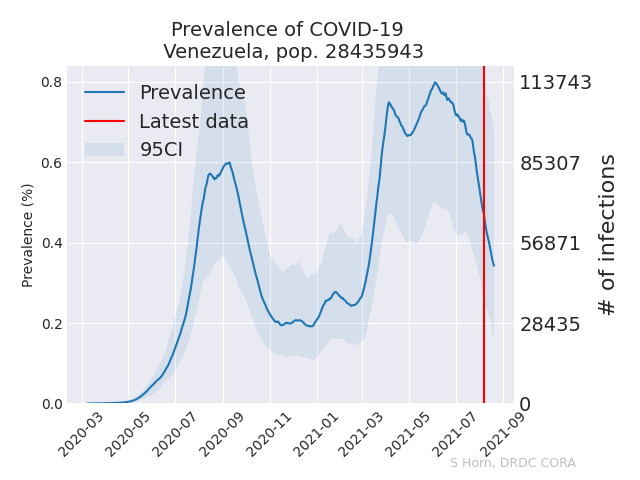 Prevalence of COVID-19
Venezuela, pop. 28435943
Prevalence
Latest data
95CI
Prevalence (%)
0.8
0.6
0.4
0.2
0.0
113743
85307
56871
28435
0
# of infections
2020-03
2020-05
2020-07
2020-09
2020-11
2021-01
2021-03
2021-05
2021-07
2021-09
S Horn, DRDC CORA